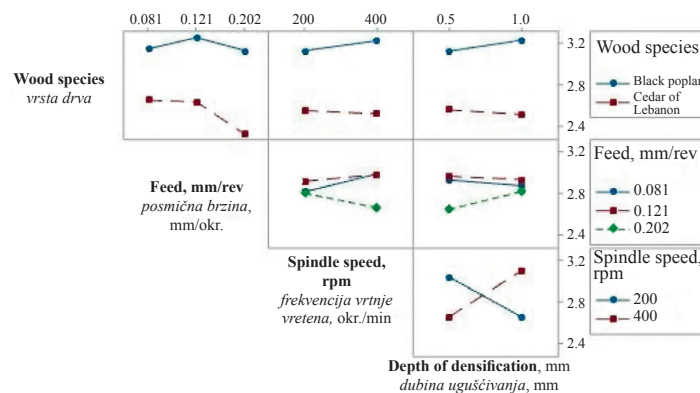 0.081 0.121 0.202 200 400 0.5 1.0
Wood species
vrsta drva
3.2
2.8
2.4
Wood species
Black poplar
Cedar of
Lebanon
Feed, mm/rev
posmična brzina,
mm/okr.
3.2
2.8
2.4
Feed, mm/rev
0.081
0.121
0.202
Spindle speed,
rpm
frekvencija vrtnje
vretena, okr./min
3.2
2.8
2.4
Spindle speed,
rpm
200
400
Depth of densification, mm
dubina ugušćivanja, mm